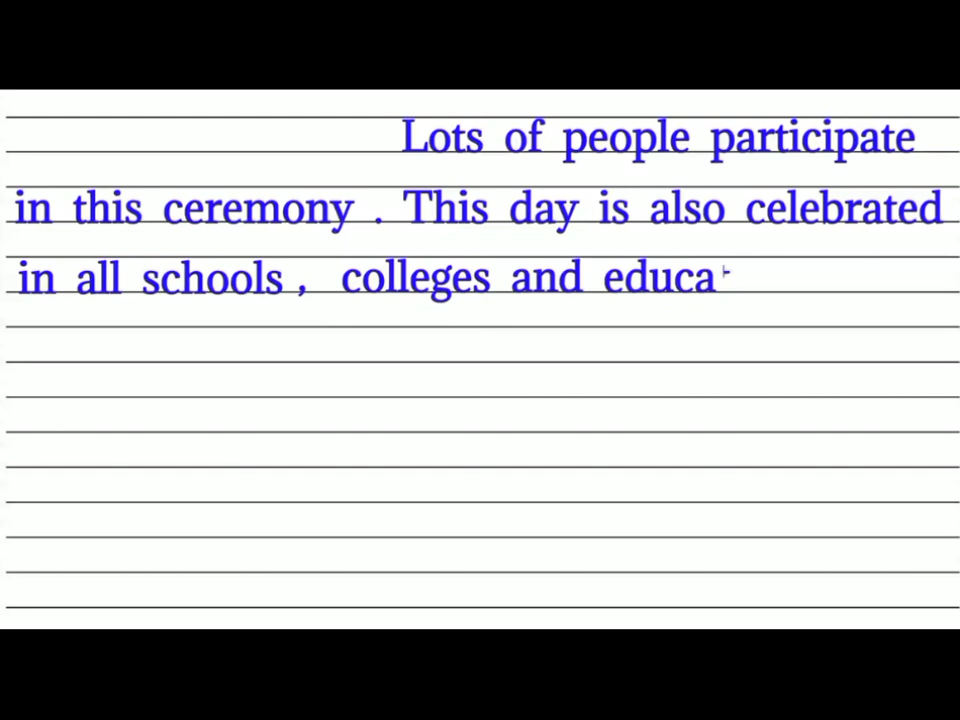 Lots of people participate
in this ceremony . This day is also celebrated
in all schools , colleges and educa